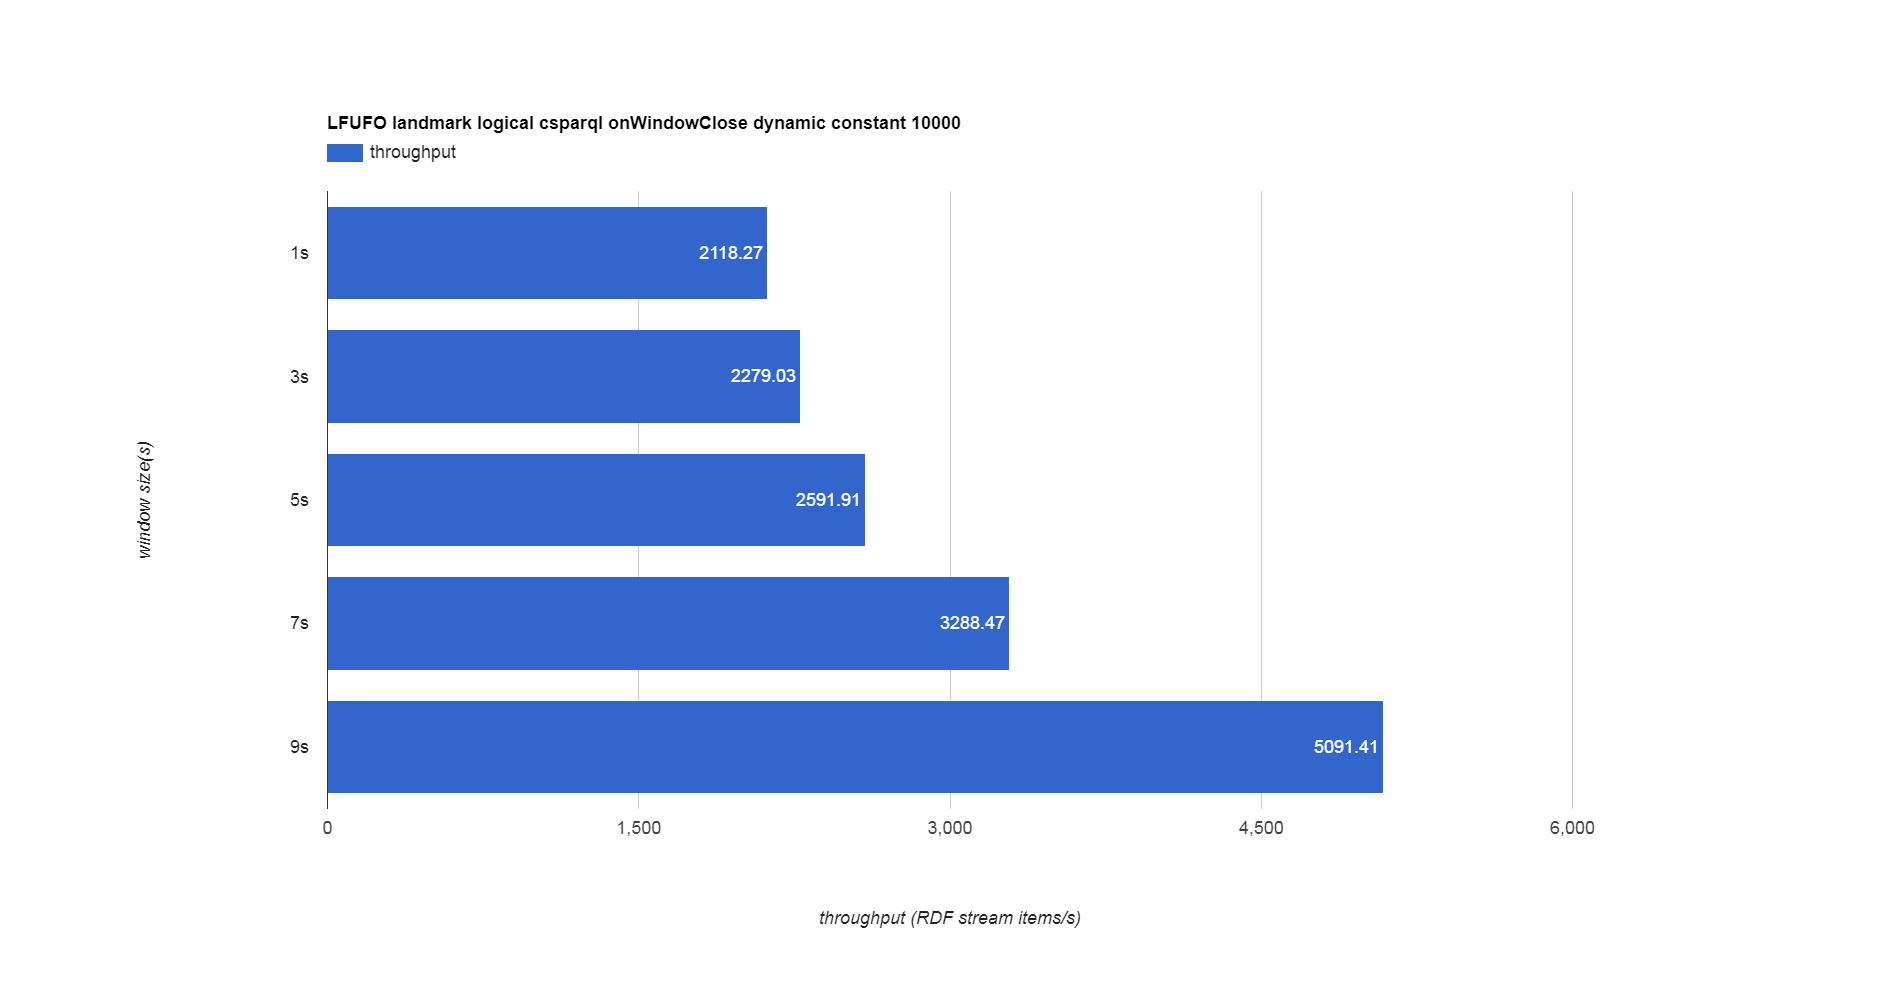 LFUFO landmark logical csparql onWindowClose dynamic constant 10000
throughput
1s
2118.27
3s
2279.03
5s
2591.91
7s
3288.47
9s
5091.41
window size(s)
0
1,500
3,000
4,500
6,000
throughput (RDF stream items/s)